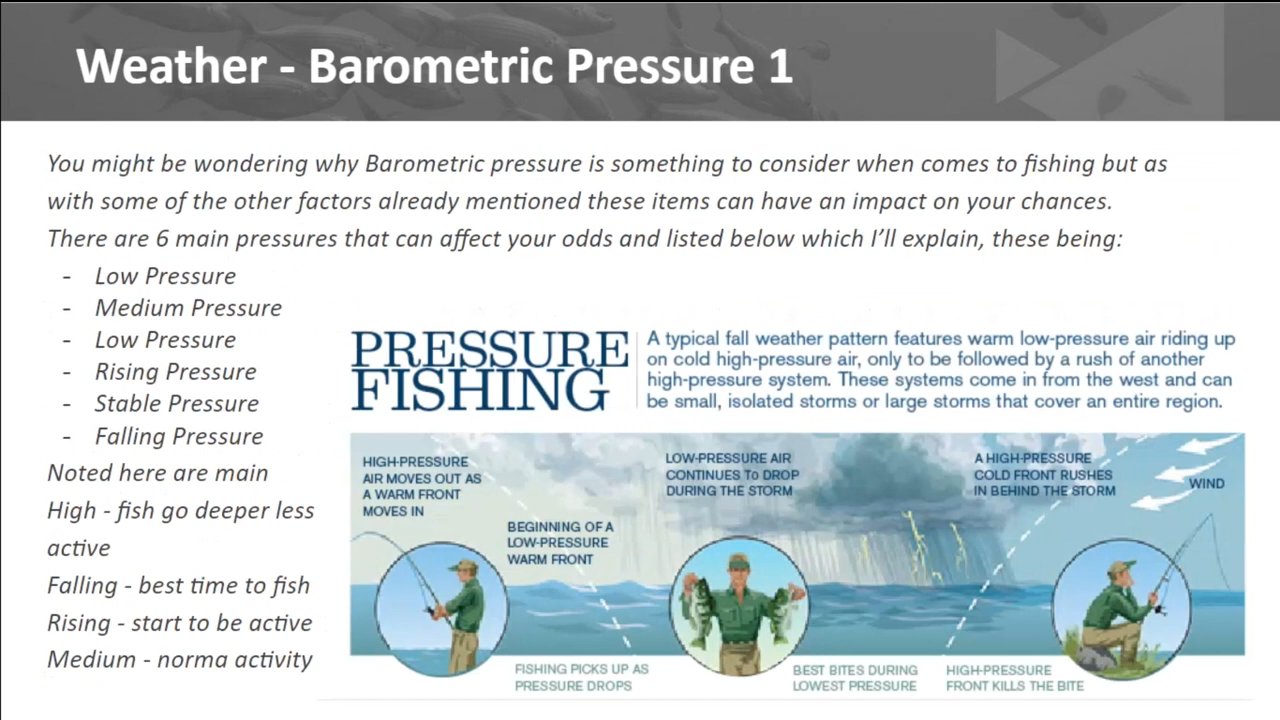 Weather - Barometric Pressure 1
You might be wondering why Barometric pressure is something to consider when comes to fishing but as
with some of the other factors already mentioned these items can have an impact on your chances.
There are 6 main pressures that can affect your odds and listed below which I'll explain, these being:
- Low Pressure
- Medium Pressure
- Low Pressure
- Rising Pressure
- Stable Pressure
- Falling Pressure
Noted here are main
High - fish go deeper less
active
Falling - best time to fish
Rising - start to be active
Medium - norma activity
PRESSURE
FISHING
A typical fall weather pattern features warm low-pressure air riding up
on cold high-pressure air, only to be followed by a rush of another
high-pressure system. These systems come in from the west and can
be small, isolated storms or large storms that cover an entire region.
HIGH-PRESSURE
AIR MOVES OUT AS
A WARM FRONT
MOVES IN
BEGINNING OF A
LOW-PRESSURE
WARM FRONT
LOW-PRESSURE AIR
CONTINUES To DROP
DURING THE STORM
A HIGH-PRESSURE
COLD FRONT RUSHES
IN BEHIND THE STORM
WIND
FISHING PICKS UP AS
PRESSURE DROPS
BEST BITES DURING
LOWEST PRESSURE
HIGH-PRESSURE
FRONT KILLS THE BITE